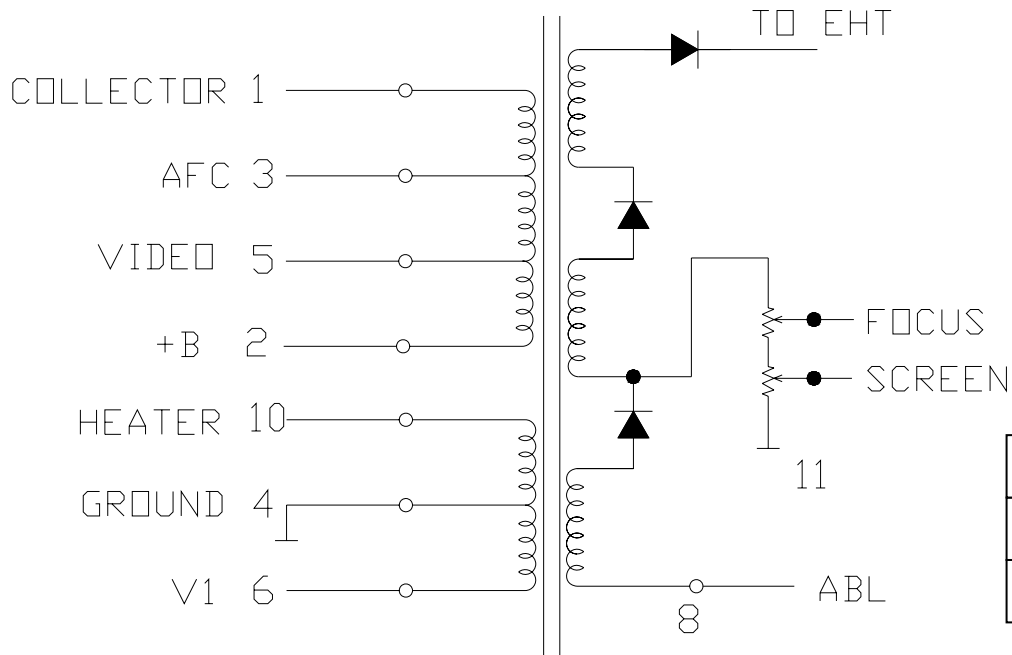 TO EHT
COLLECTOR 1
AFC 3
VIDEO 5
FOCUS
+B 2
SCREEN
HEATER 10
11
GROUND 4
V1 6
ABL
8